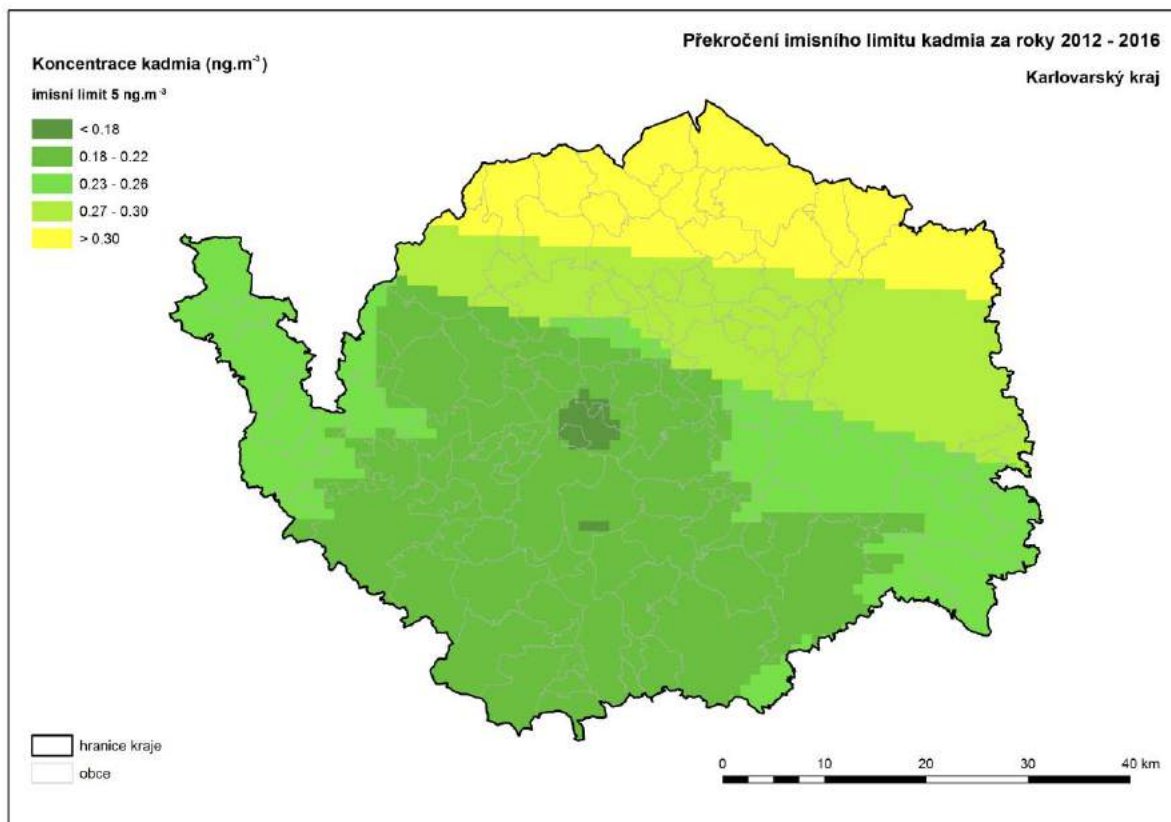 Překročení imisního limitu kadmia za roky 2012 - 2016
Karlovarský kraj
Koncentrace kadmia (ng.m⁻³)
imisní limit 5 ng.m⁻³
< 0.18
0.18 - 0.22
0.23 - 0.26
0.27 - 0.30
> 0.30
hranice kraje
obce
0 10 20 30 40 km